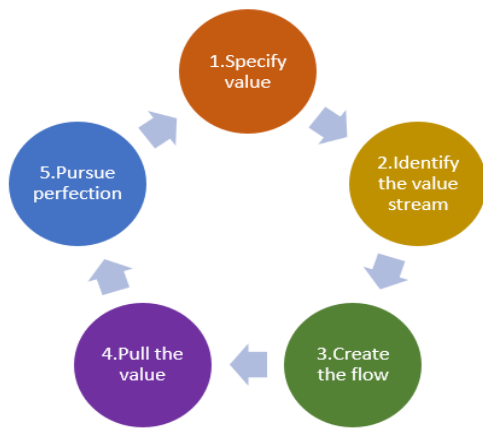 1.Specify
value
2.Identify
the value
stream
3.Create
the flow
4.Pull the
value
5.Pursue
perfection